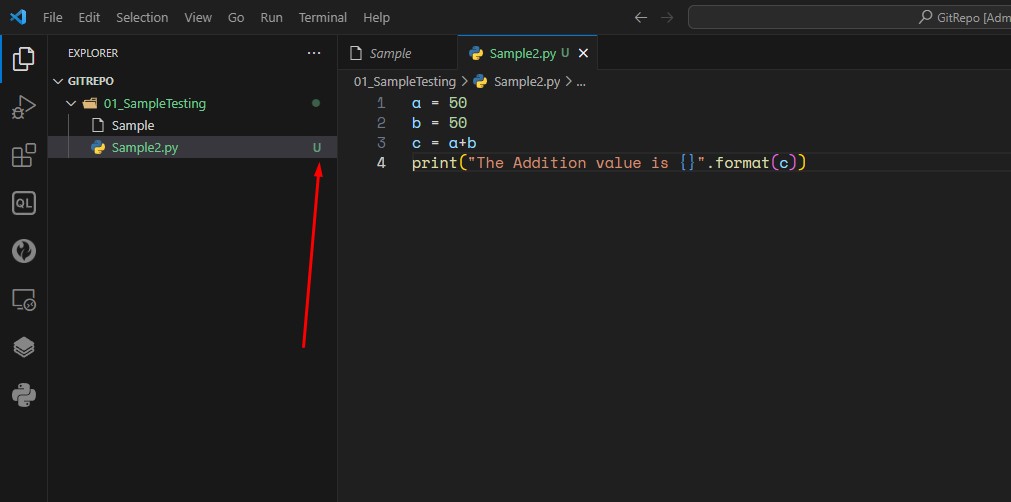 File Edit Selection View Go Run Terminal Help
GitRepo [Adm
EXPLORER
GITREPO
01_SampleTesting
Sample
Sample2.py U
QL
Sample
Sample2.py U
01_SampleTesting > Sample2.py > ...
1 a = 50
2 b = 50
3 c = a+b
4 print("The Addition value is {}".format(c))